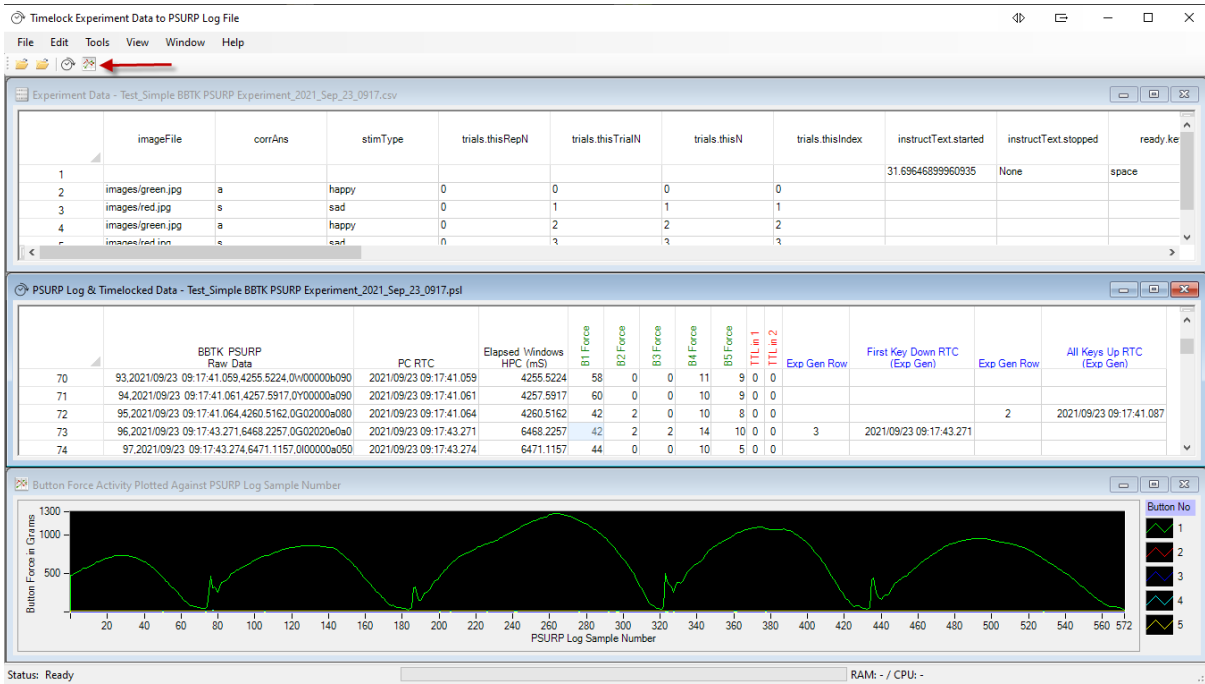 Timelock Experiment Data to PSURP Log File
File Edit Tools View Window Help
Experiment Data - Test_Simple BBTK PSURP Experiment_2021_Sep_23_0917.csv
imageFile corrAns stimType trials.thisRepN trials.thisTrialN trials.thisN trials.thisIndex instructText.started instructText.stopped ready.ke
1 31.69646899960935 None space
2 images/green.jpg a happy 0 0 0 0
3 images/red.jpg s sad 0 1 1 1
4 images/green.jpg a happy 0 2 2 2
5 images/red.jpg s sad 0 3 3 3
PSURP Log & Timelocked Data - Test_Simple BBTK PSURP Experiment_2021_Sep_23_0917.psl
BBTK PSURP Raw Data PC RTC Elapsed Windows HPC (mS) B1 Force B2 Force B3 Force B4 Force B5 Force TTL in 1 TTL in 2 Exp Gen Row First Key Down RTC (Exp Gen) Exp Gen Row All Keys Up RTC (Exp Gen)
70 93,2021/09/23 09:17:41.059,4255.5224,0W00000b090 2021/09/23 09:17:41.059 4255.5224 58 0 0 11 9 0 0
71 94,2021/09/23 09:17:41.061,4257.5917,0Y00000a090 2021/09/23 09:17:41.061 4257.5917 60 0 0 10 9 0 0
72 95,2021/09/23 09:17:41.064,4260.5162,0G02000a080 2021/09/23 09:17:41.064 4260.5162 42 2 0 10 8 0 0 2 2021/09/23 09:17:41.087
73 96,2021/09/23 09:17:43.271,6468.2257,0G02020e0a0 2021/09/23 09:17:43.271 6468.2257 42 2 2 14 10 0 0 3 2021/09/23 09:17:43.271
74 97,2021/09/23 09:17:43.274,6471.1157,0I00000a050 2021/09/23 09:17:43.274 6471.1157 44 0 0 10 5 0 0
Button Force Activity Plotted Against PSURP Log Sample Number
Button Force in Grams
1300
1000
500
20 40 60 80 100 120 140 160 180 200 220 240 260 280 300 320 340 360 380 400 420 440 460 480 500 520 540 560 572
PSURP Log Sample Number
Button No
1
2
3
4
5
Status: Ready RAM: - / CPU: -